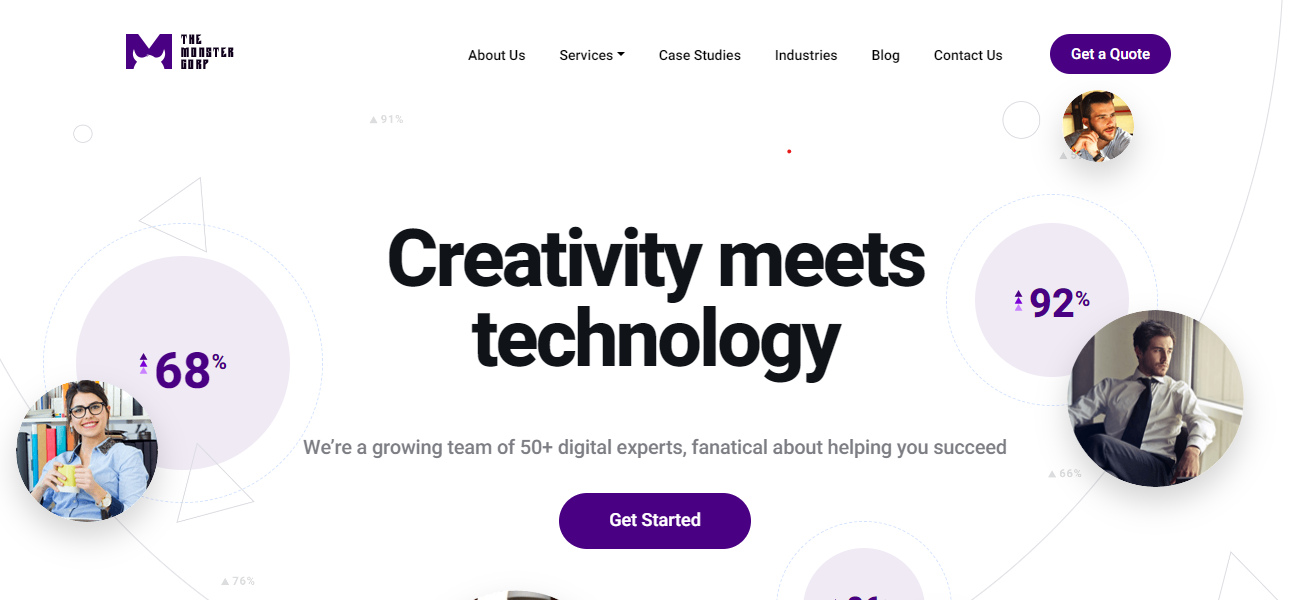 THE
MONSTER
CORP
About Us
Services
Case Studies
Industries
Blog
Contact Us
Get a Quote
91%
Creativity meets
technology
92%
68%
We’re a growing team of 50+ digital experts, fanatical about helping you succeed
66%
Get Started
76%